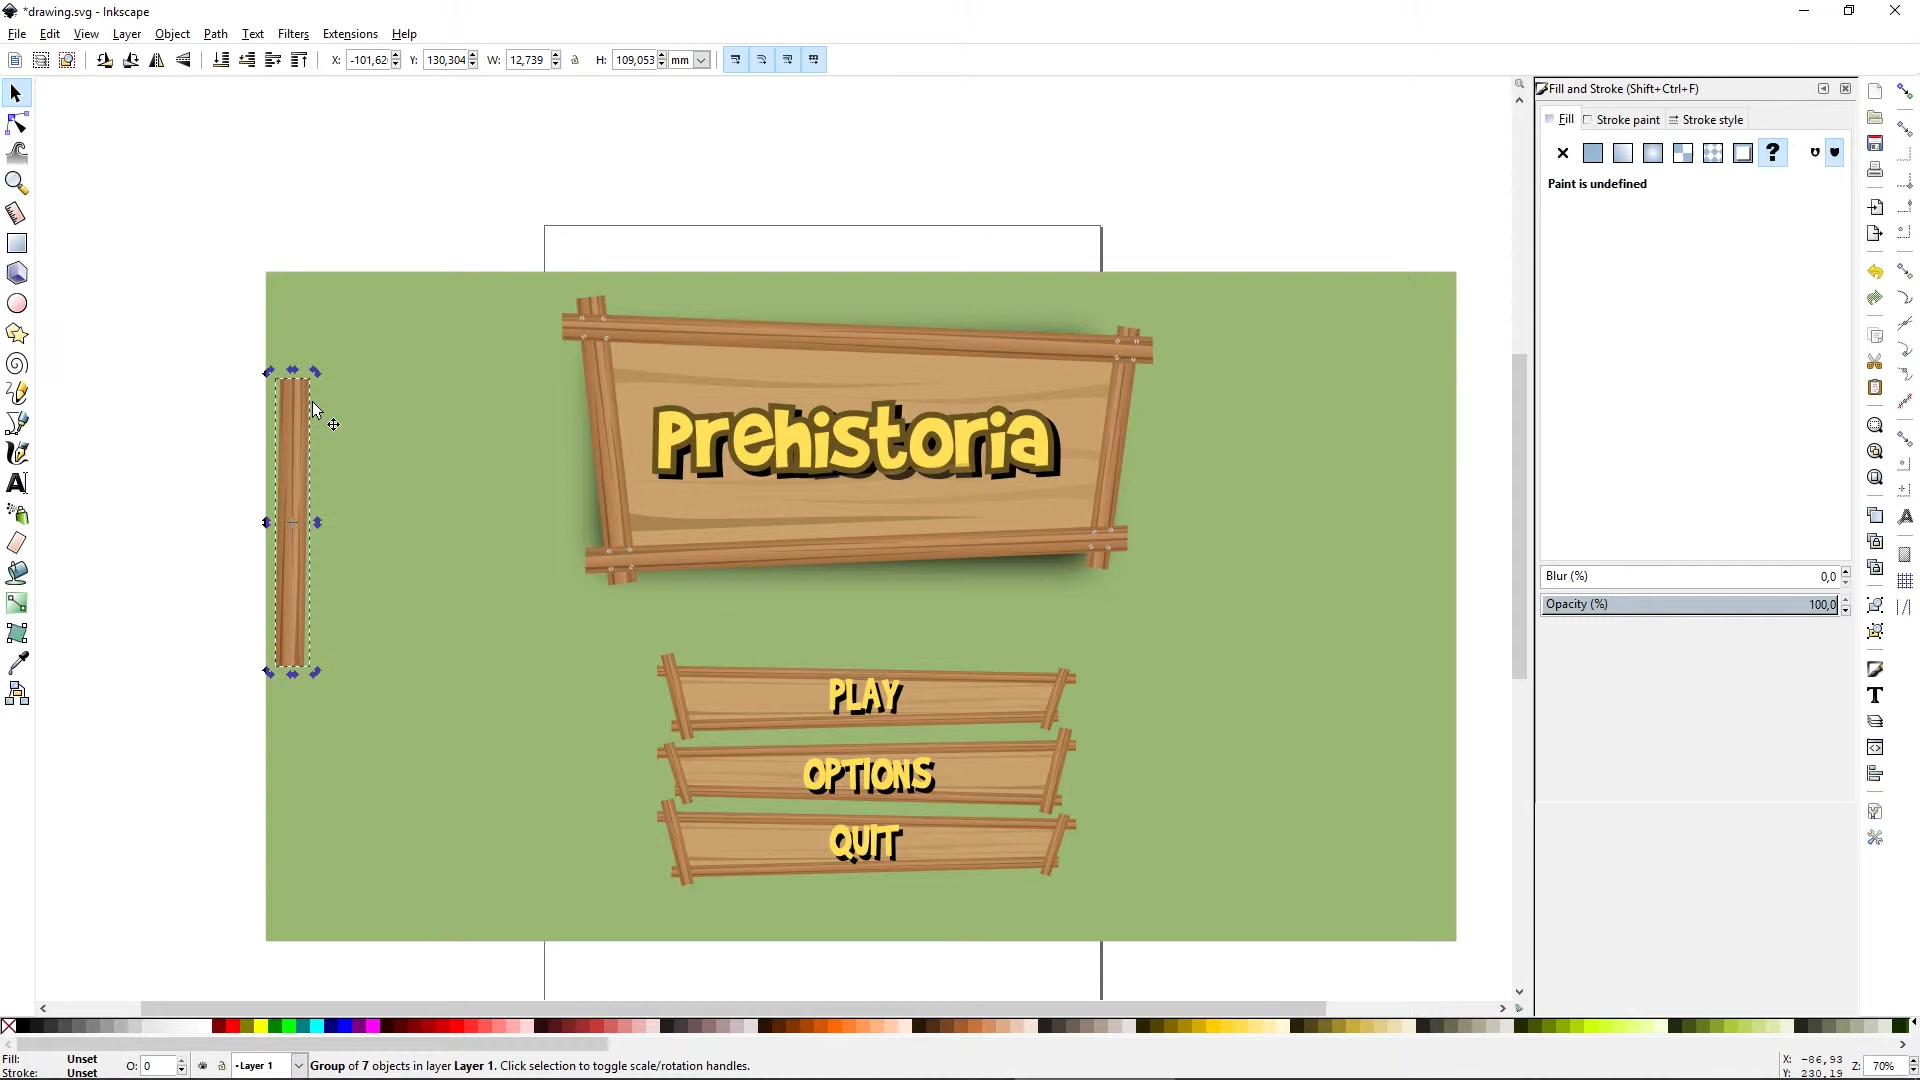 *drawing.svg - Inkscape
File Edit View Layer Object Path Text Filters Extensions Help
X: -101,62 Y: 130,304 W: 12,739 H: 109,053 mm
Fill and Stroke (Shift+Ctrl+F)
Fill Stroke paint Stroke style
?
Paint is undefined
Prehistoria
Blur (%) 0,0
Opacity (%) 100,0
PLAY
OPTIONS
QUIT
Fill: Unset
Stroke: Unset
O: 0
•Layer 1
Group of 7 objects in layer Layer 1. Click selection to toggle scale/rotation handles.
X: -86,93
Y: 230,19
Z: 70%